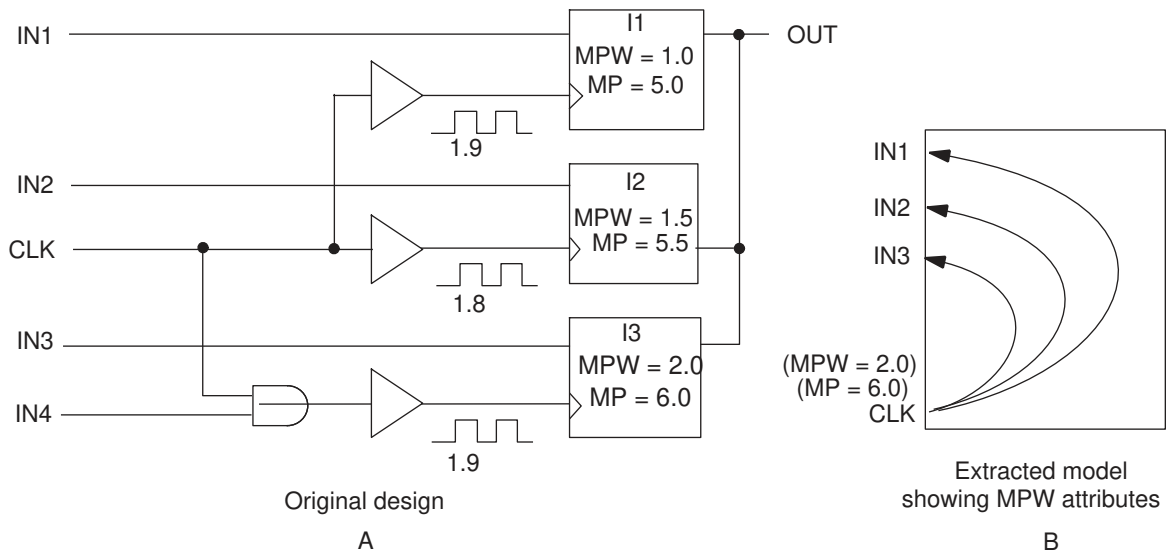 IN1
I1
MPW = 1.0
MP = 5.0
OUT
1.9
IN2
I2
MPW = 1.5
MP = 5.5
CLK
1.8
IN3
I3
MPW = 2.0
MP = 6.0
IN4
1.9
Original design
A
IN1
IN2
IN3
(MPW = 2.0)
(MP = 6.0)
CLK
Extracted model
showing MPW attributes
B